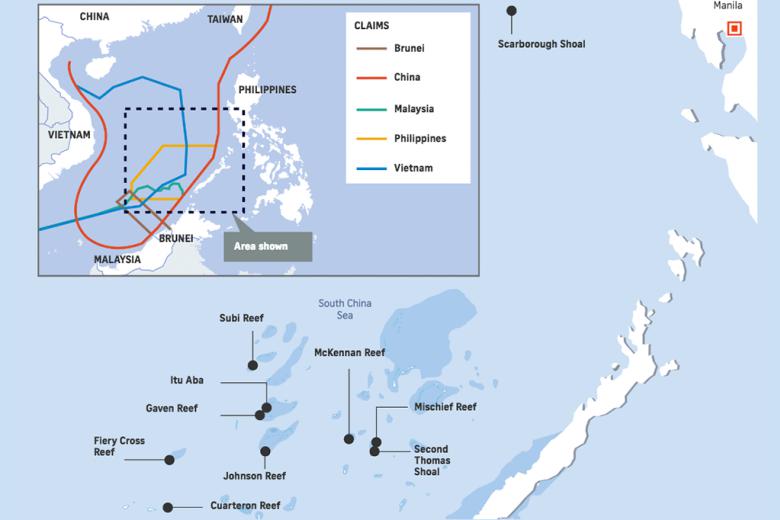 CHINA
TAIWAN
PHILIPPINES
VIETNAM
BRUNEI
MALAYSIA
Area shown
CLAIMS
Brunei
China
Malaysia
Philippines
Vietnam
Manila
Scarborough Shoal
South China
Sea
Subi Reef
McKennan Reef
Itu Aba
Gaven Reef
Mischief Reef
Fiery Cross
Reef
Second
Thomas
Shoal
Johnson Reef
Cuarteron Reef